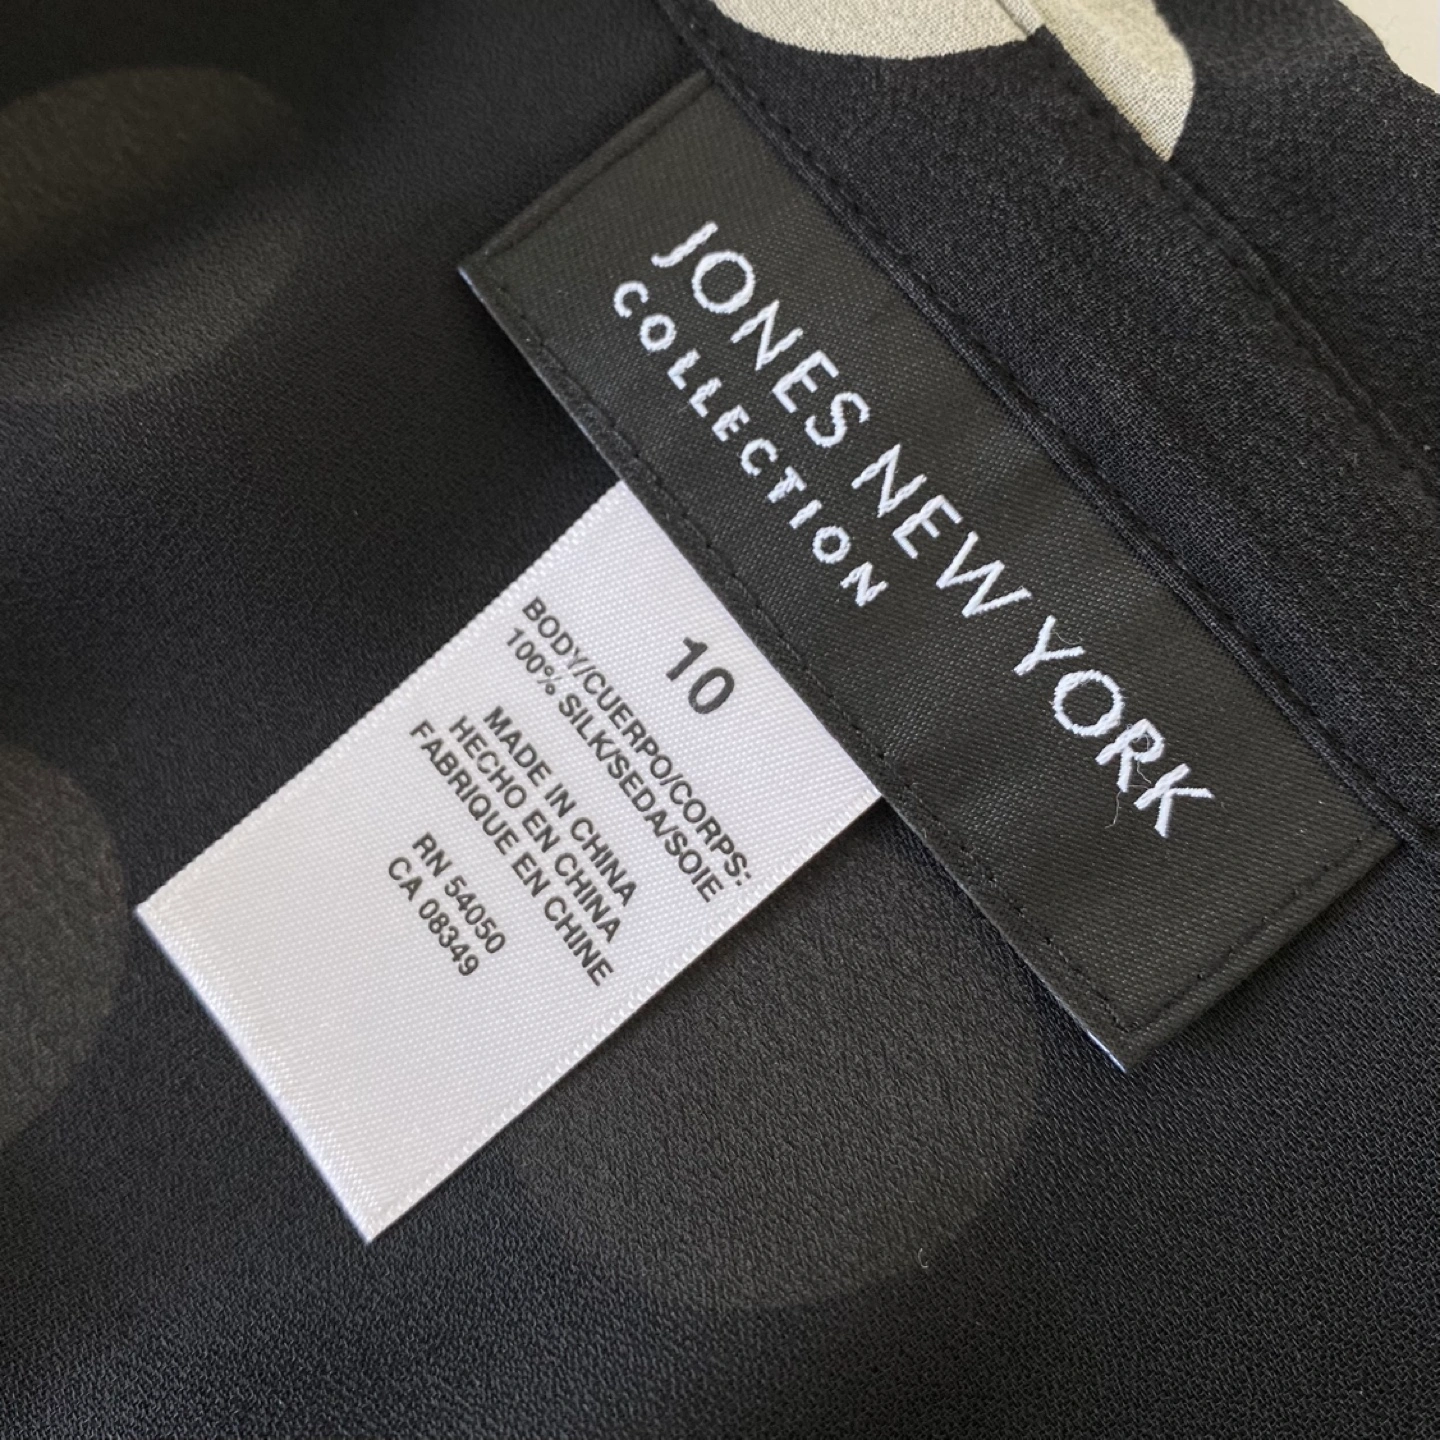 JONES NEW YORK
COLLECTION
10
BODY/CUERPO/CORPS:
100% SILK/SEDA/SOIE
MADE IN CHINA
HECHO EN CHINA
FABRIQUE EN CHINE
RN 54050
CA 08349